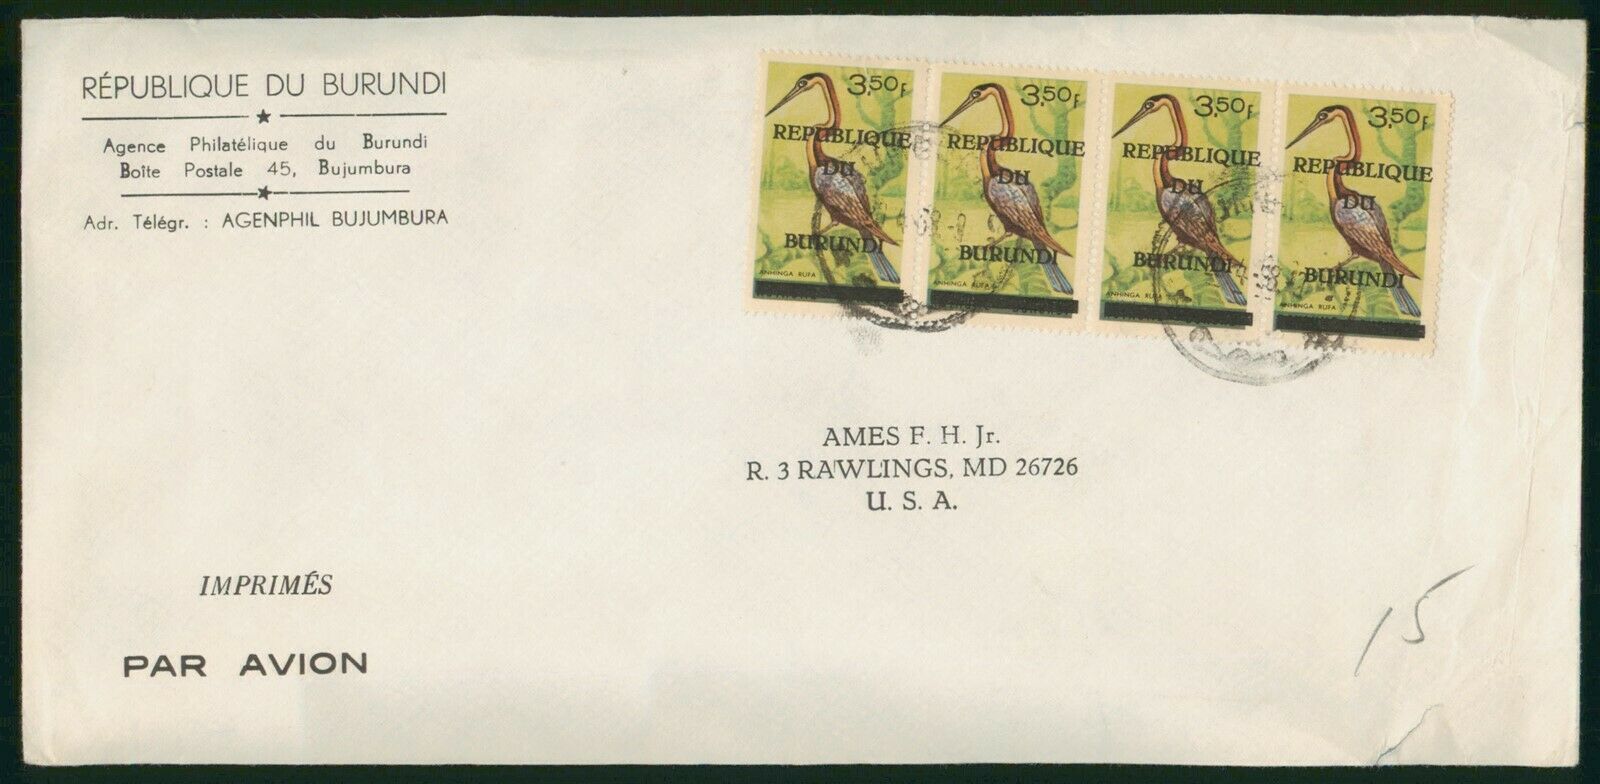 RÉPUBLIQUE DU BURUNDI
Agence Philatélique du Burundi
Boîte Postale 45, Bujumbura
Adr. Télégr. : AGENPHIL BUJUMBURA
3,50F
REPUBLIQUE
DU
BURUNDI
ANHINGA RUFA
3,50F
REPUBLIQUE
DU
BURUNDI
ANHINGA RUFA
3,50F
REPUBLIQUE
DU
BURUNDI
ANHINGA RUFA
3,50F
REPUBLIQUE
DU
BURUNDI
ANHINGA RUFA
AMES F. H. Jr.
R. 3 RAWLINGS, MD 26726
U. S. A.
IMPRIMÉS
PAR AVION
15